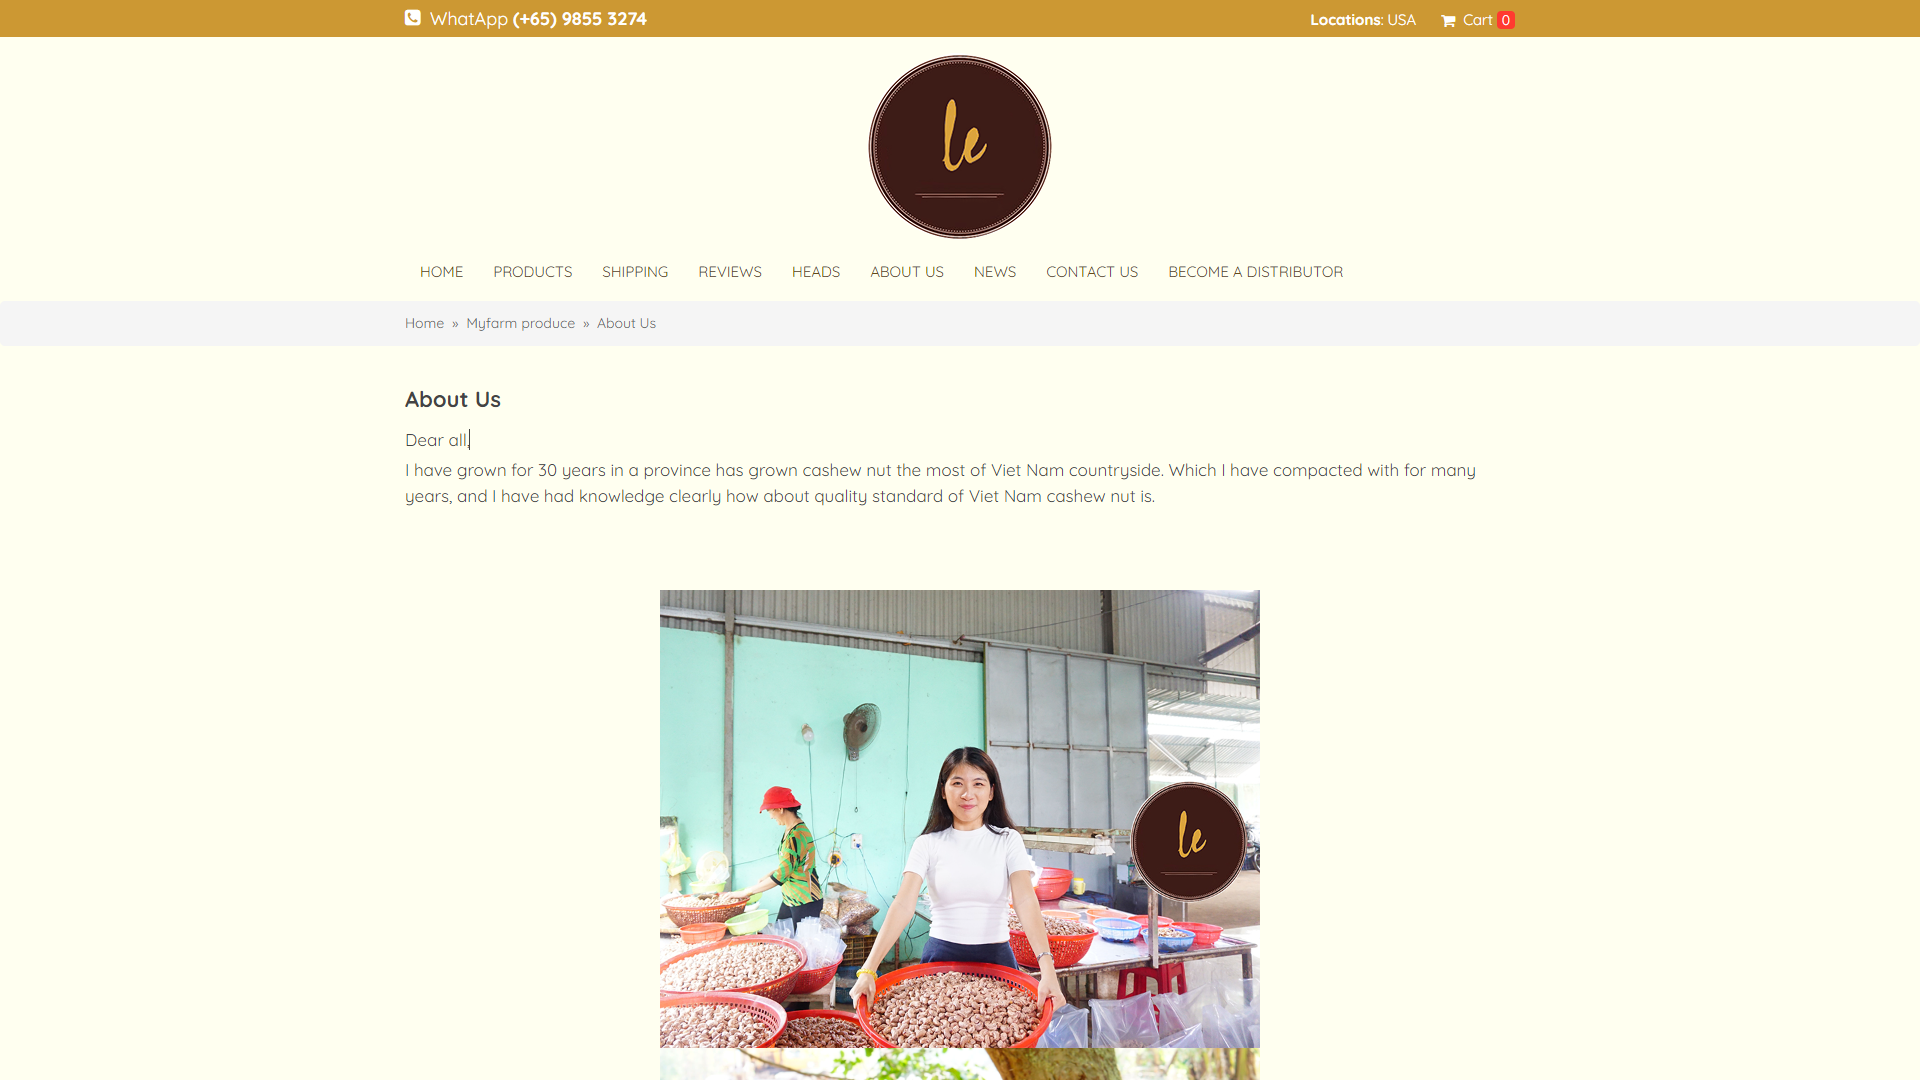 WhatApp (+65) 9855 3274
Locations: USA
Cart 0
le
HOME PRODUCTS SHIPPING REVIEWS HEADS ABOUT US NEWS CONTACT US BECOME A DISTRIBUTOR
Home » Myfarm produce » About Us
About Us
Dear all,
I have grown for 30 years in a province has grown cashew nut the most of Viet Nam countryside. Which I have compacted with for many
years, and I have had knowledge clearly how about quality standard of Viet Nam cashew nut is.
le